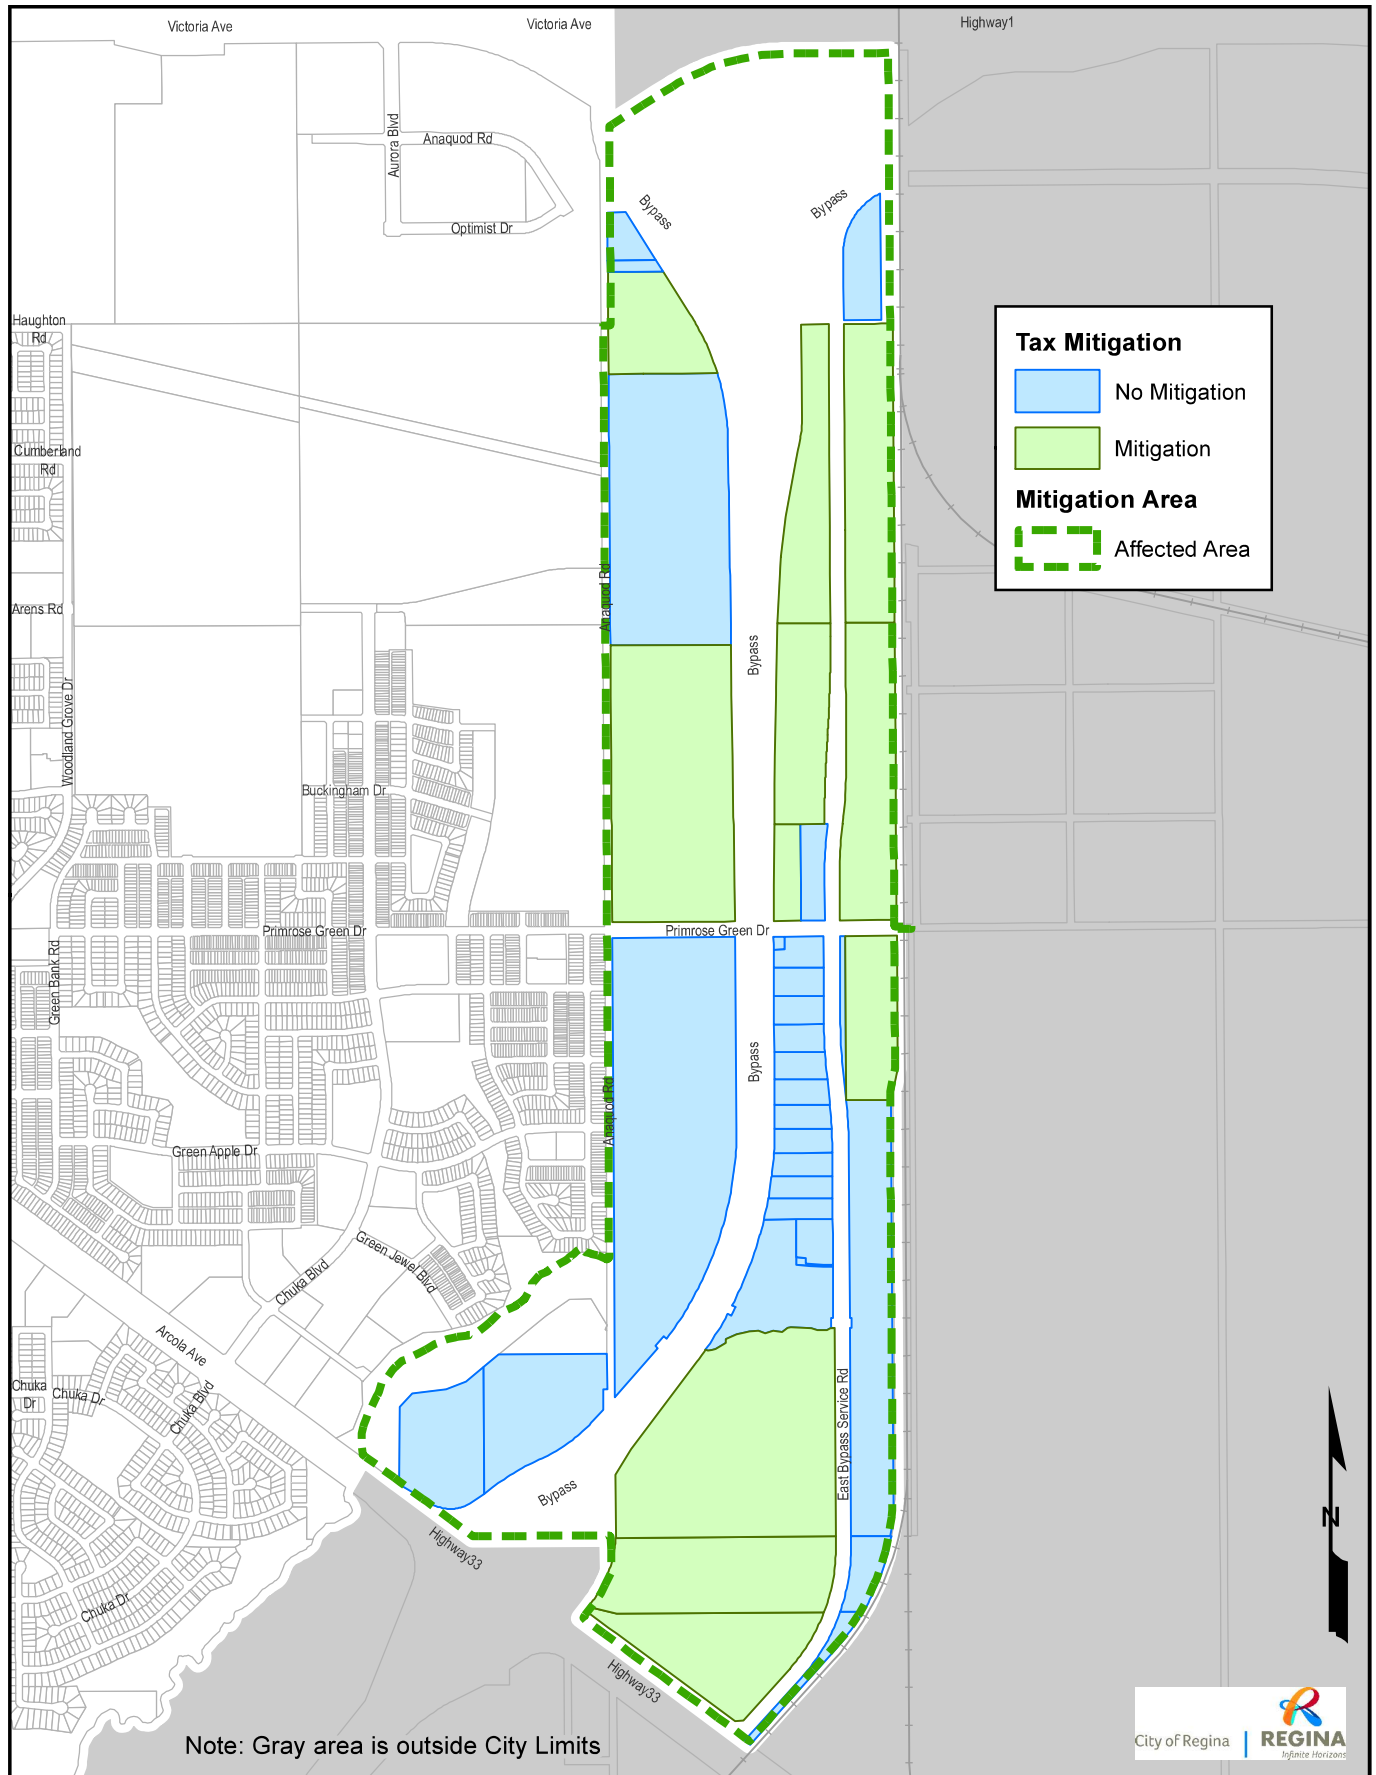 Victoria Ave
Victoria Ave
Highway1
Aurora Blvd
Anaquod Rd
Optimist Dr
Bypass
Bypass
Haughton
Rd
Tax Mitigation
No Mitigation
Mitigation
Mitigation Area
Affected Area
Cumberland
Rd
Arens Rd
Anaquod Rd
Bypass
Woodland Grove Dr
Buckingham Dr
Primrose Green Dr
Primrose Green Dr
Green Bank Rd
Bypass
Anaquod Rd
Green Apple Dr
Green Jewel Blvd
Chuka Blvd
Arcola Ave
Chuka
Dr
Chuka Dr
Chuka Blvd
East Bypass Service Rd
Bypass
Highway33
N
Chuka Dr
Highway33
Note: Gray area is outside City Limits
City of Regina
REGINA
Infinite Horizons